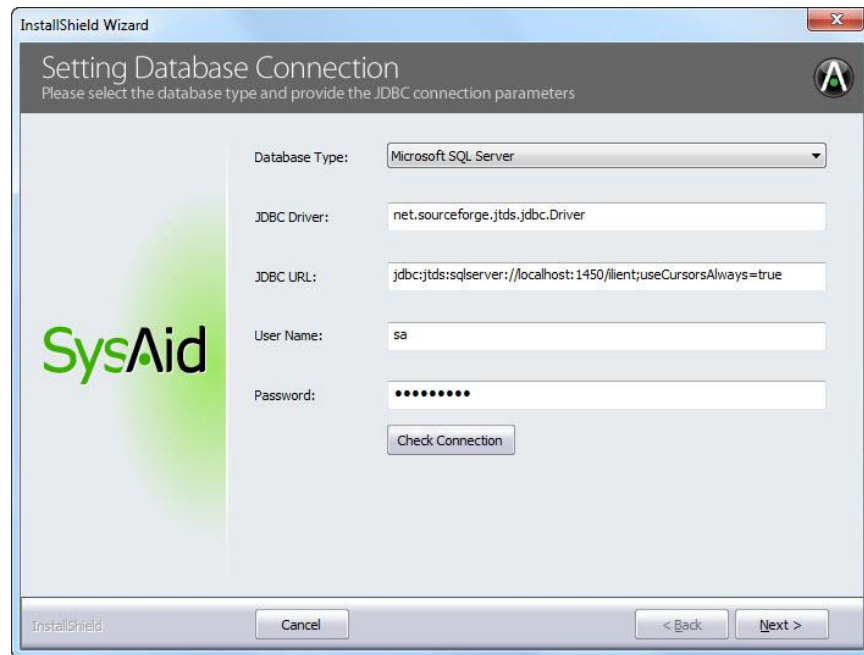 InstallShield Wizard
Setting Database Connection
Please select the database type and provide the JDBC connection parameters
Database Type: Microsoft SQL Server
JDBC Driver: net.sourceforge.jtds.jdbc.Driver
JDBC URL: jdbc:jtds:sqlserver://localhost:1450/ilient;useCursorsAlways=true
SysAid
User Name: sa
Password: •••••••••
Check Connection
InstallShield
Cancel
< Back
Next >